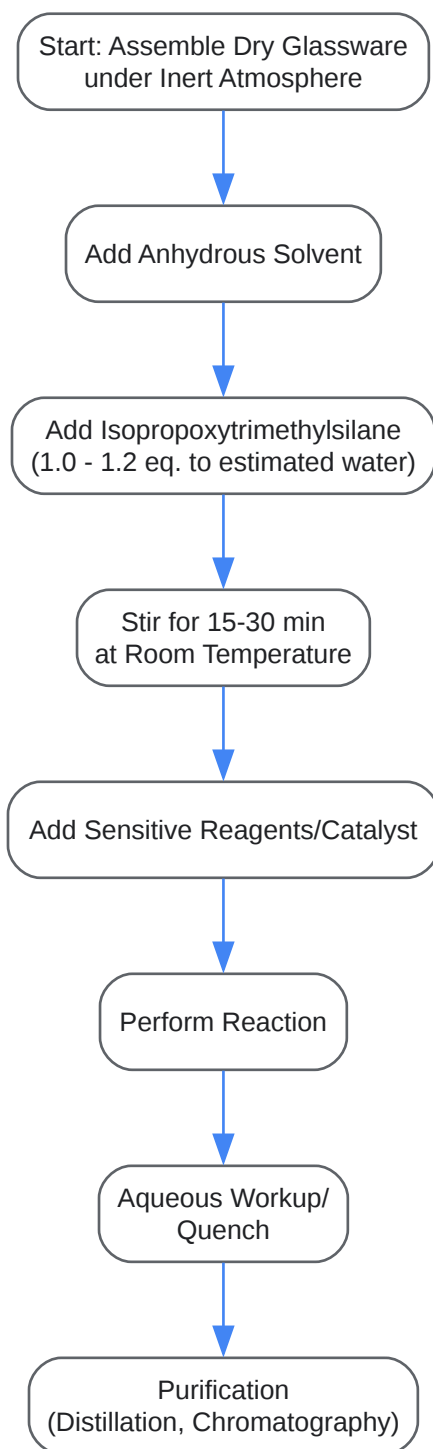 Start: Assemble Dry Glassware
under Inert Atmosphere
Add Anhydrous Solvent
Add Isopropoxytrimethylsilane
(1.0 - 1.2 eq. to estimated water)
Stir for 15-30 min
at Room Temperature
Add Sensitive Reagents/Catalyst
Perform Reaction
Aqueous Workup/
Quench
Purification
(Distillation, Chromatography)